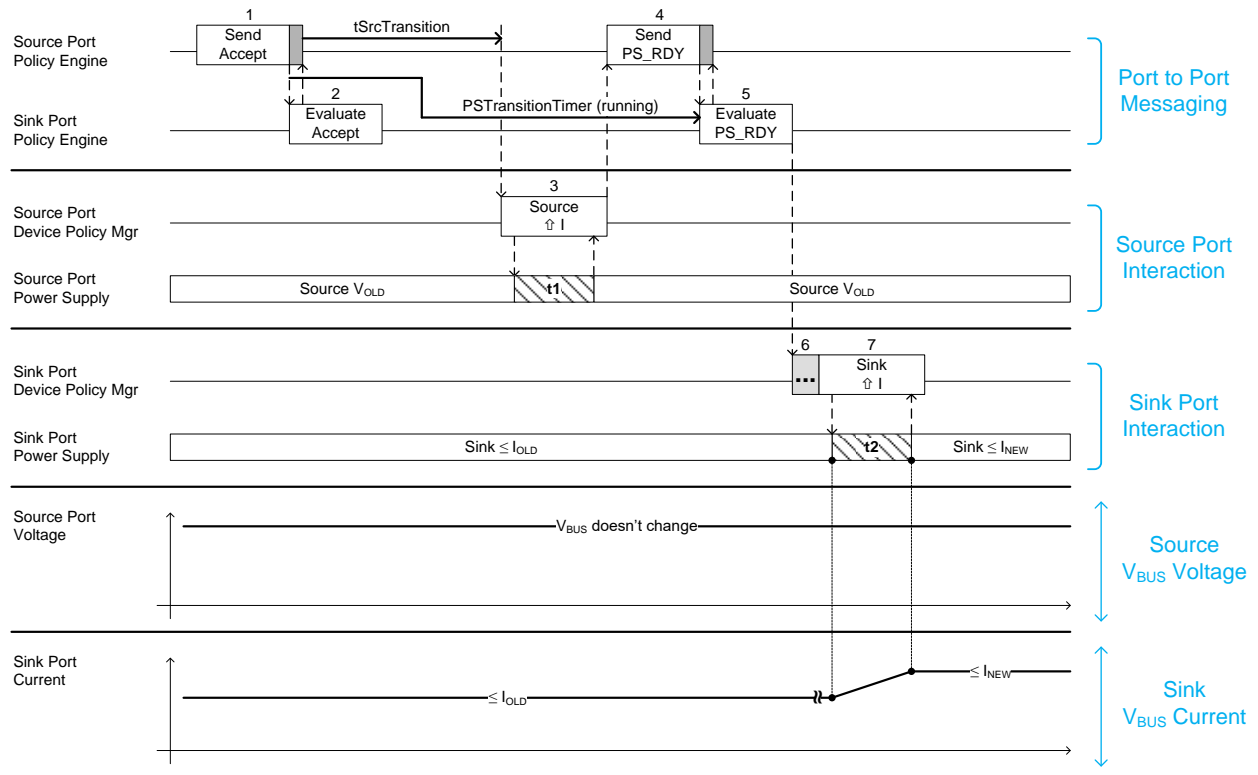 1
Send
Accept
tSrcTransition
4
Send
PS_RDY
Source Port
Policy Engine
2
Evaluate
Accept
PSTransitionTimer (running)
5
Evaluate
PS_RDY
Sink Port
Policy Engine
Port to Port
Messaging
3
Source
⇧ I
Source Port
Device Policy Mgr
Source Port
Power Supply
Source VOLD
t1
Source VOLD
Source Port
Interaction
6
7
...
Sink
⇧ I
Sink Port
Device Policy Mgr
Sink Port
Power Supply
Sink ≤ IOLD
t2
Sink ≤ INEW
Sink Port
Interaction
Source Port
Voltage
VBUS doesn't change
Source
VBUS Voltage
Sink Port
Current
≤ IOLD
≤ INEW
Sink
VBUS Current